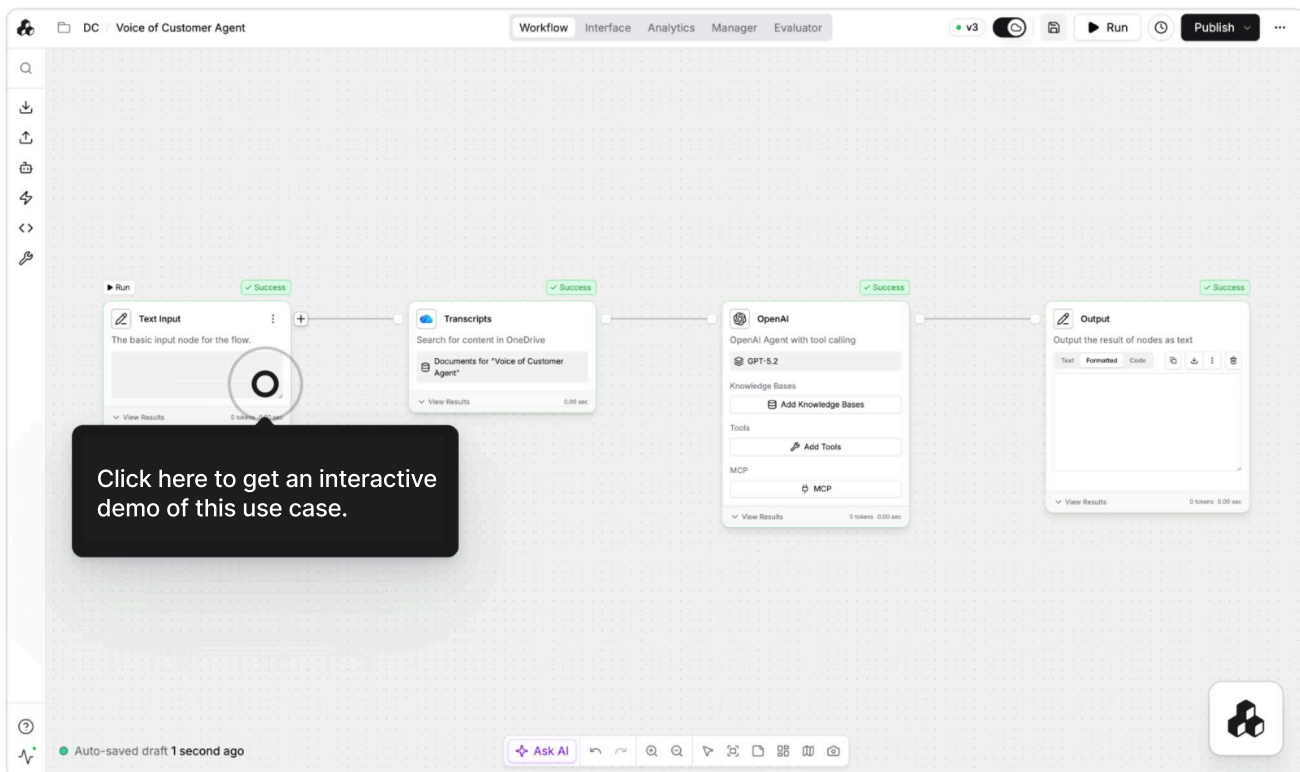 DC / Voice of Customer Agent
Workflow Interface Analytics Manager Evaluator
v3
Run
Publish
Run
Success
Text Input
The basic input node for the flow.
View Results
0 tokens 0.00 sec
Click here to get an interactive
demo of this use case.
Success
Transcripts
Search for content in OneDrive
Documents for "Voice of Customer
Agent"
View Results
0.00 sec
Success
OpenAI
OpenAI Agent with tool calling
GPT-5.2
Knowledge Bases
Add Knowledge Bases
Tools
Add Tools
MCP
MCP
View Results
0 tokens 0.00 sec
Success
Output
Output the result of nodes as text
Text Formatted Code
View Results
0 tokens 0.00 sec
Auto-saved draft 1 second ago
Ask AI